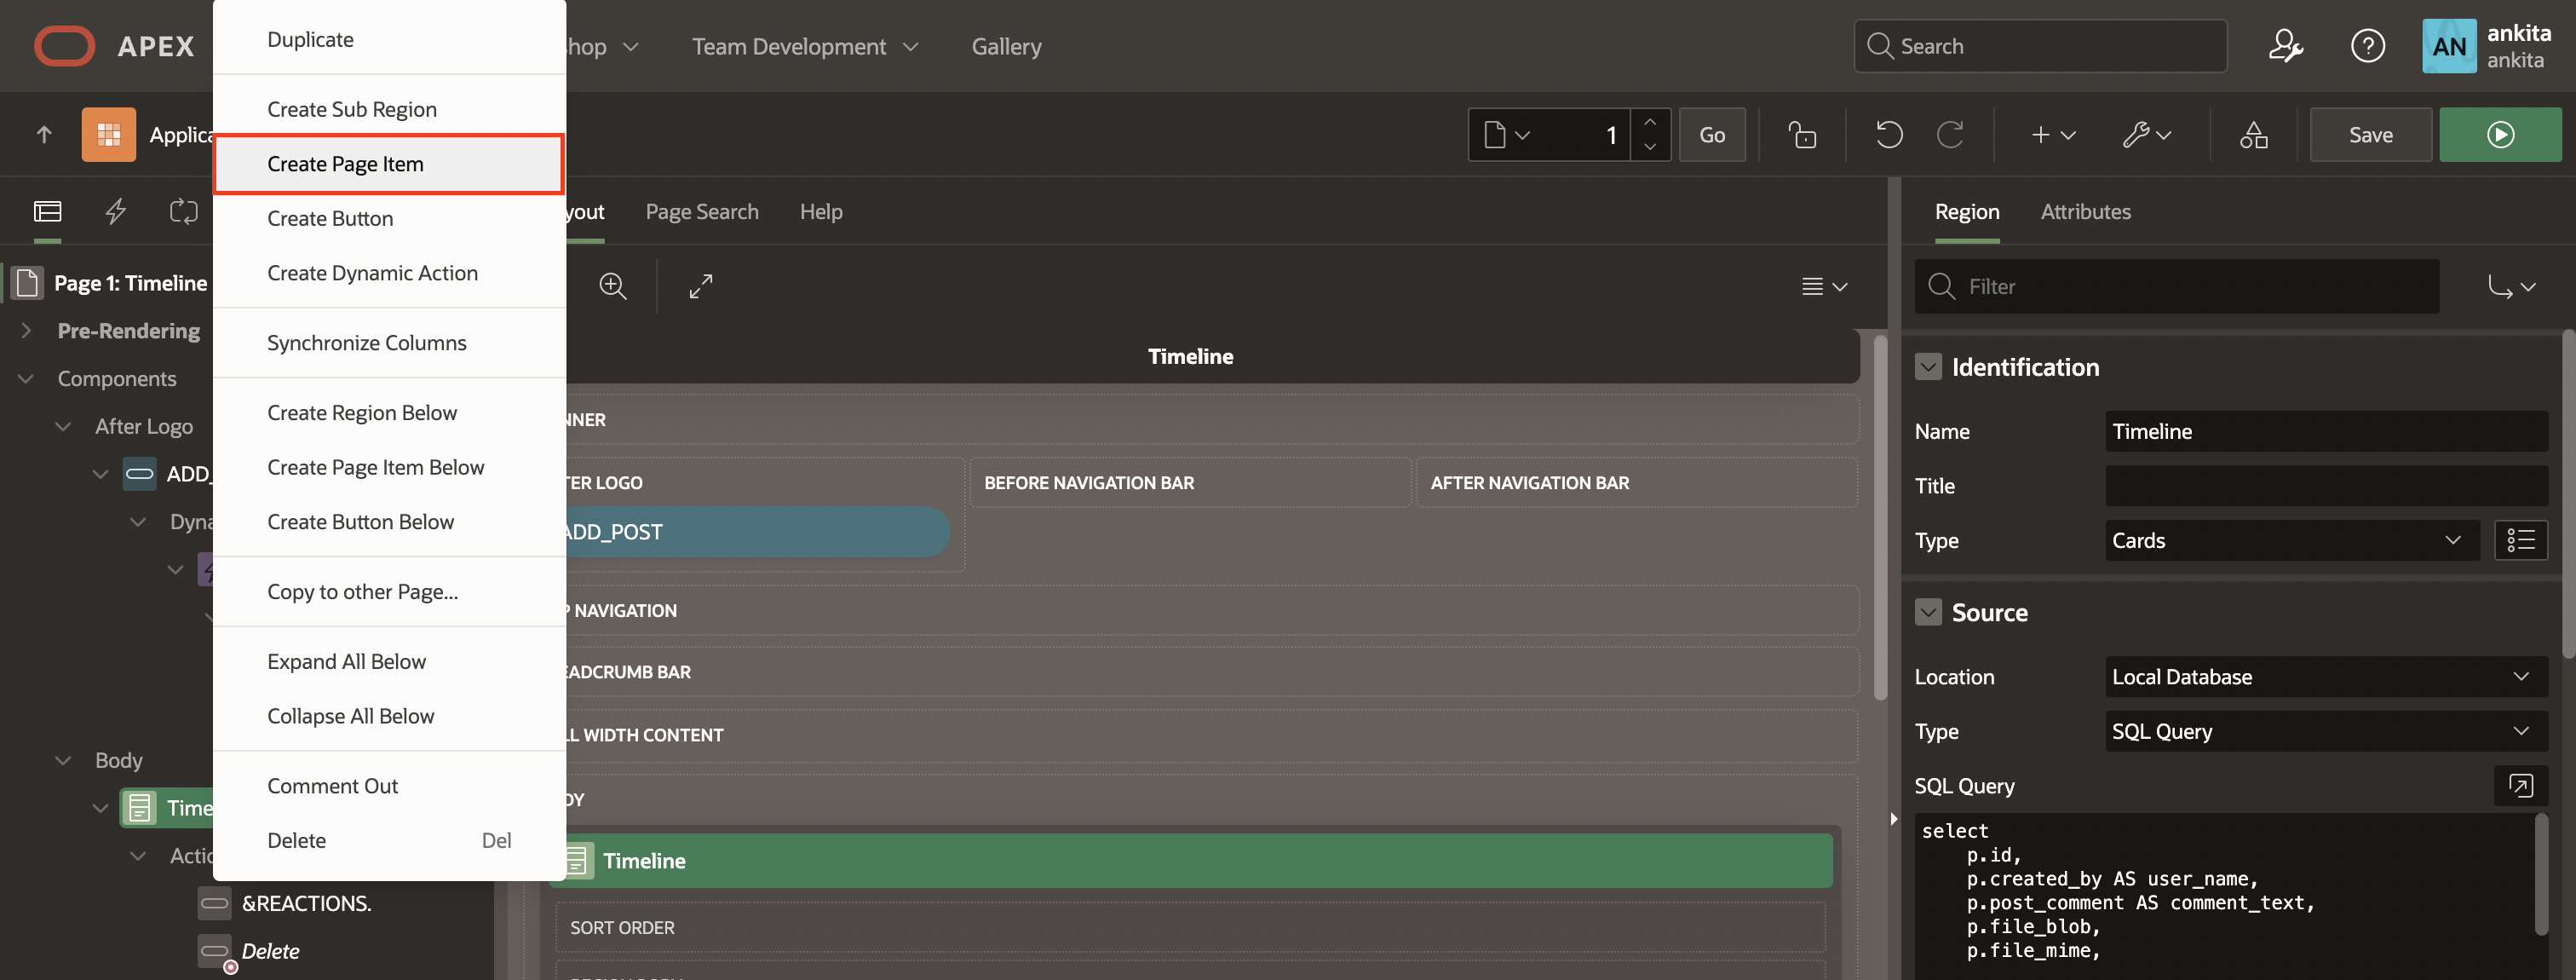 APEX
shop
Team Development
Gallery
Search
AN
ankita
ankita
Applica
1
Go
Save
Duplicate
Create Sub Region
Create Page Item
Create Button
Create Dynamic Action
Synchronize Columns
Create Region Below
Create Page Item Below
Create Button Below
Copy to other Page...
Expand All Below
Collapse All Below
Comment Out
Delete Del
Page 1: Timeline
Pre-Rendering
Components
After Logo
ADD_
Dyna
Body
Time
Actio
&REACTIONS.
Delete
yout
Page Search
Help
Timeline
NNER
TER LOGO
BEFORE NAVIGATION BAR
AFTER NAVIGATION BAR
ADD_POST
P NAVIGATION
EADCRUMB BAR
LL WIDTH CONTENT
DY
Timeline
SORT ORDER
Region
Attributes
Filter
Identification
Name Timeline
Title
Type Cards
Source
Location Local Database
Type SQL Query
SQL Query
select
p.id,
p.created_by AS user_name,
p.post_comment AS comment_text,
p.file_blob,
p.file_mime,